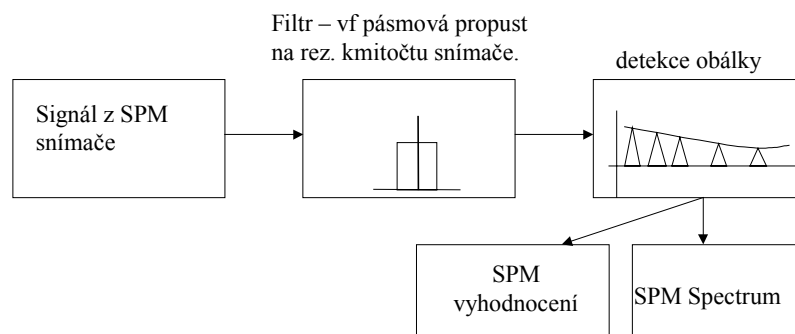 Filtr – vf pásmová propust
na rez. kmitočtu snímače.
detekce obálky
Signál z SPM
snímače
SPM
vyhodnocení
SPM Spectrum